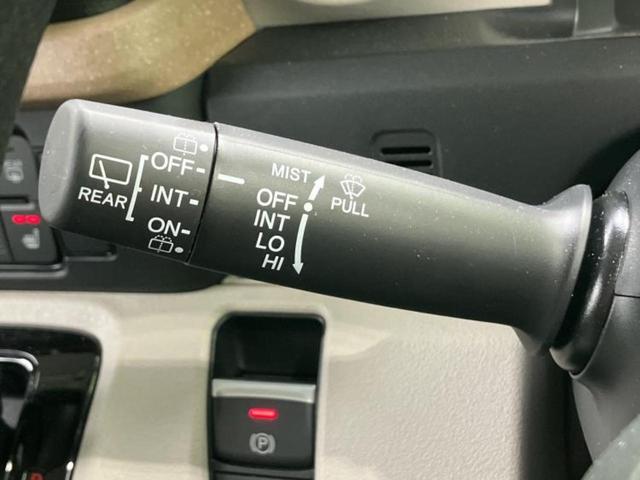 REAR
OFF
INT
ON
MIST
OFF
INT
LO
HI
PULL
P